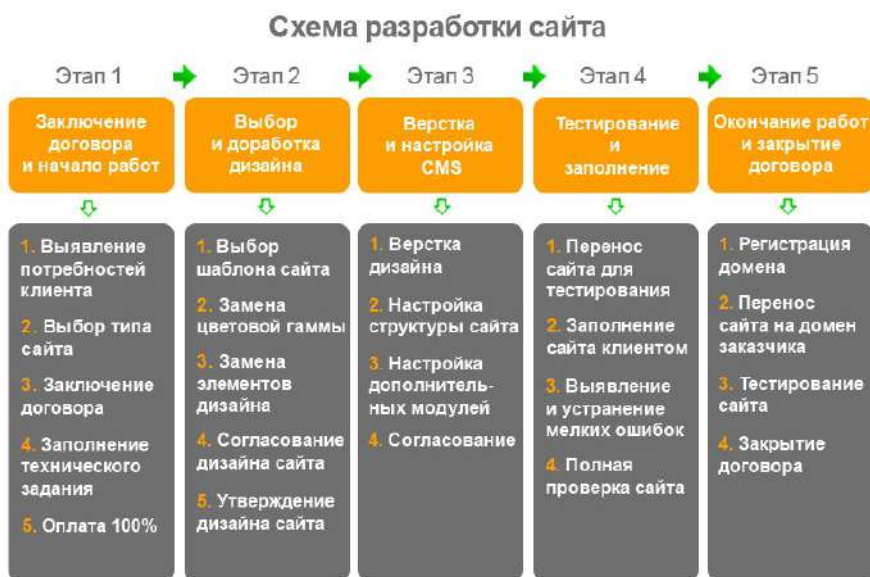 Схема разработки сайта
Этап 1
Этап 2
Этап 3
Этап 4
Этап 5
Заключение
договора
и начало работ
Выбор
и доработка
дизайна
Верстка
и настройка
CMS
Тестирование
и
заполнение
Окончание работ
и закрытие
договора
1. Выявление
потребностей
клиента
2. Выбор типа
сайта
3. Заключение
договора
4. Заполнение
технического
задания
5. Оплата 100%
1. Выбор
шаблона сайта
2. Замена
цветовой гаммы
3. Замена
элементов
дизайна
4. Согласование
дизайна сайта
5. Утверждение
дизайна сайта
1. Верстка
дизайна
2. Настройка
структуры сайта
3. Настройка
дополнитель-
ных модулей
4. Согласование
1. Перенос
сайта для
тестирования
2. Заполнение
сайта клиентом
3. Выявление
и устранение
мелких ошибок
4. Полная
проверка сайта
1. Регистрация
домена
2. Перенос
сайта на домен
заказчика
3. Тестирование
сайта
4. Закрытие
договора